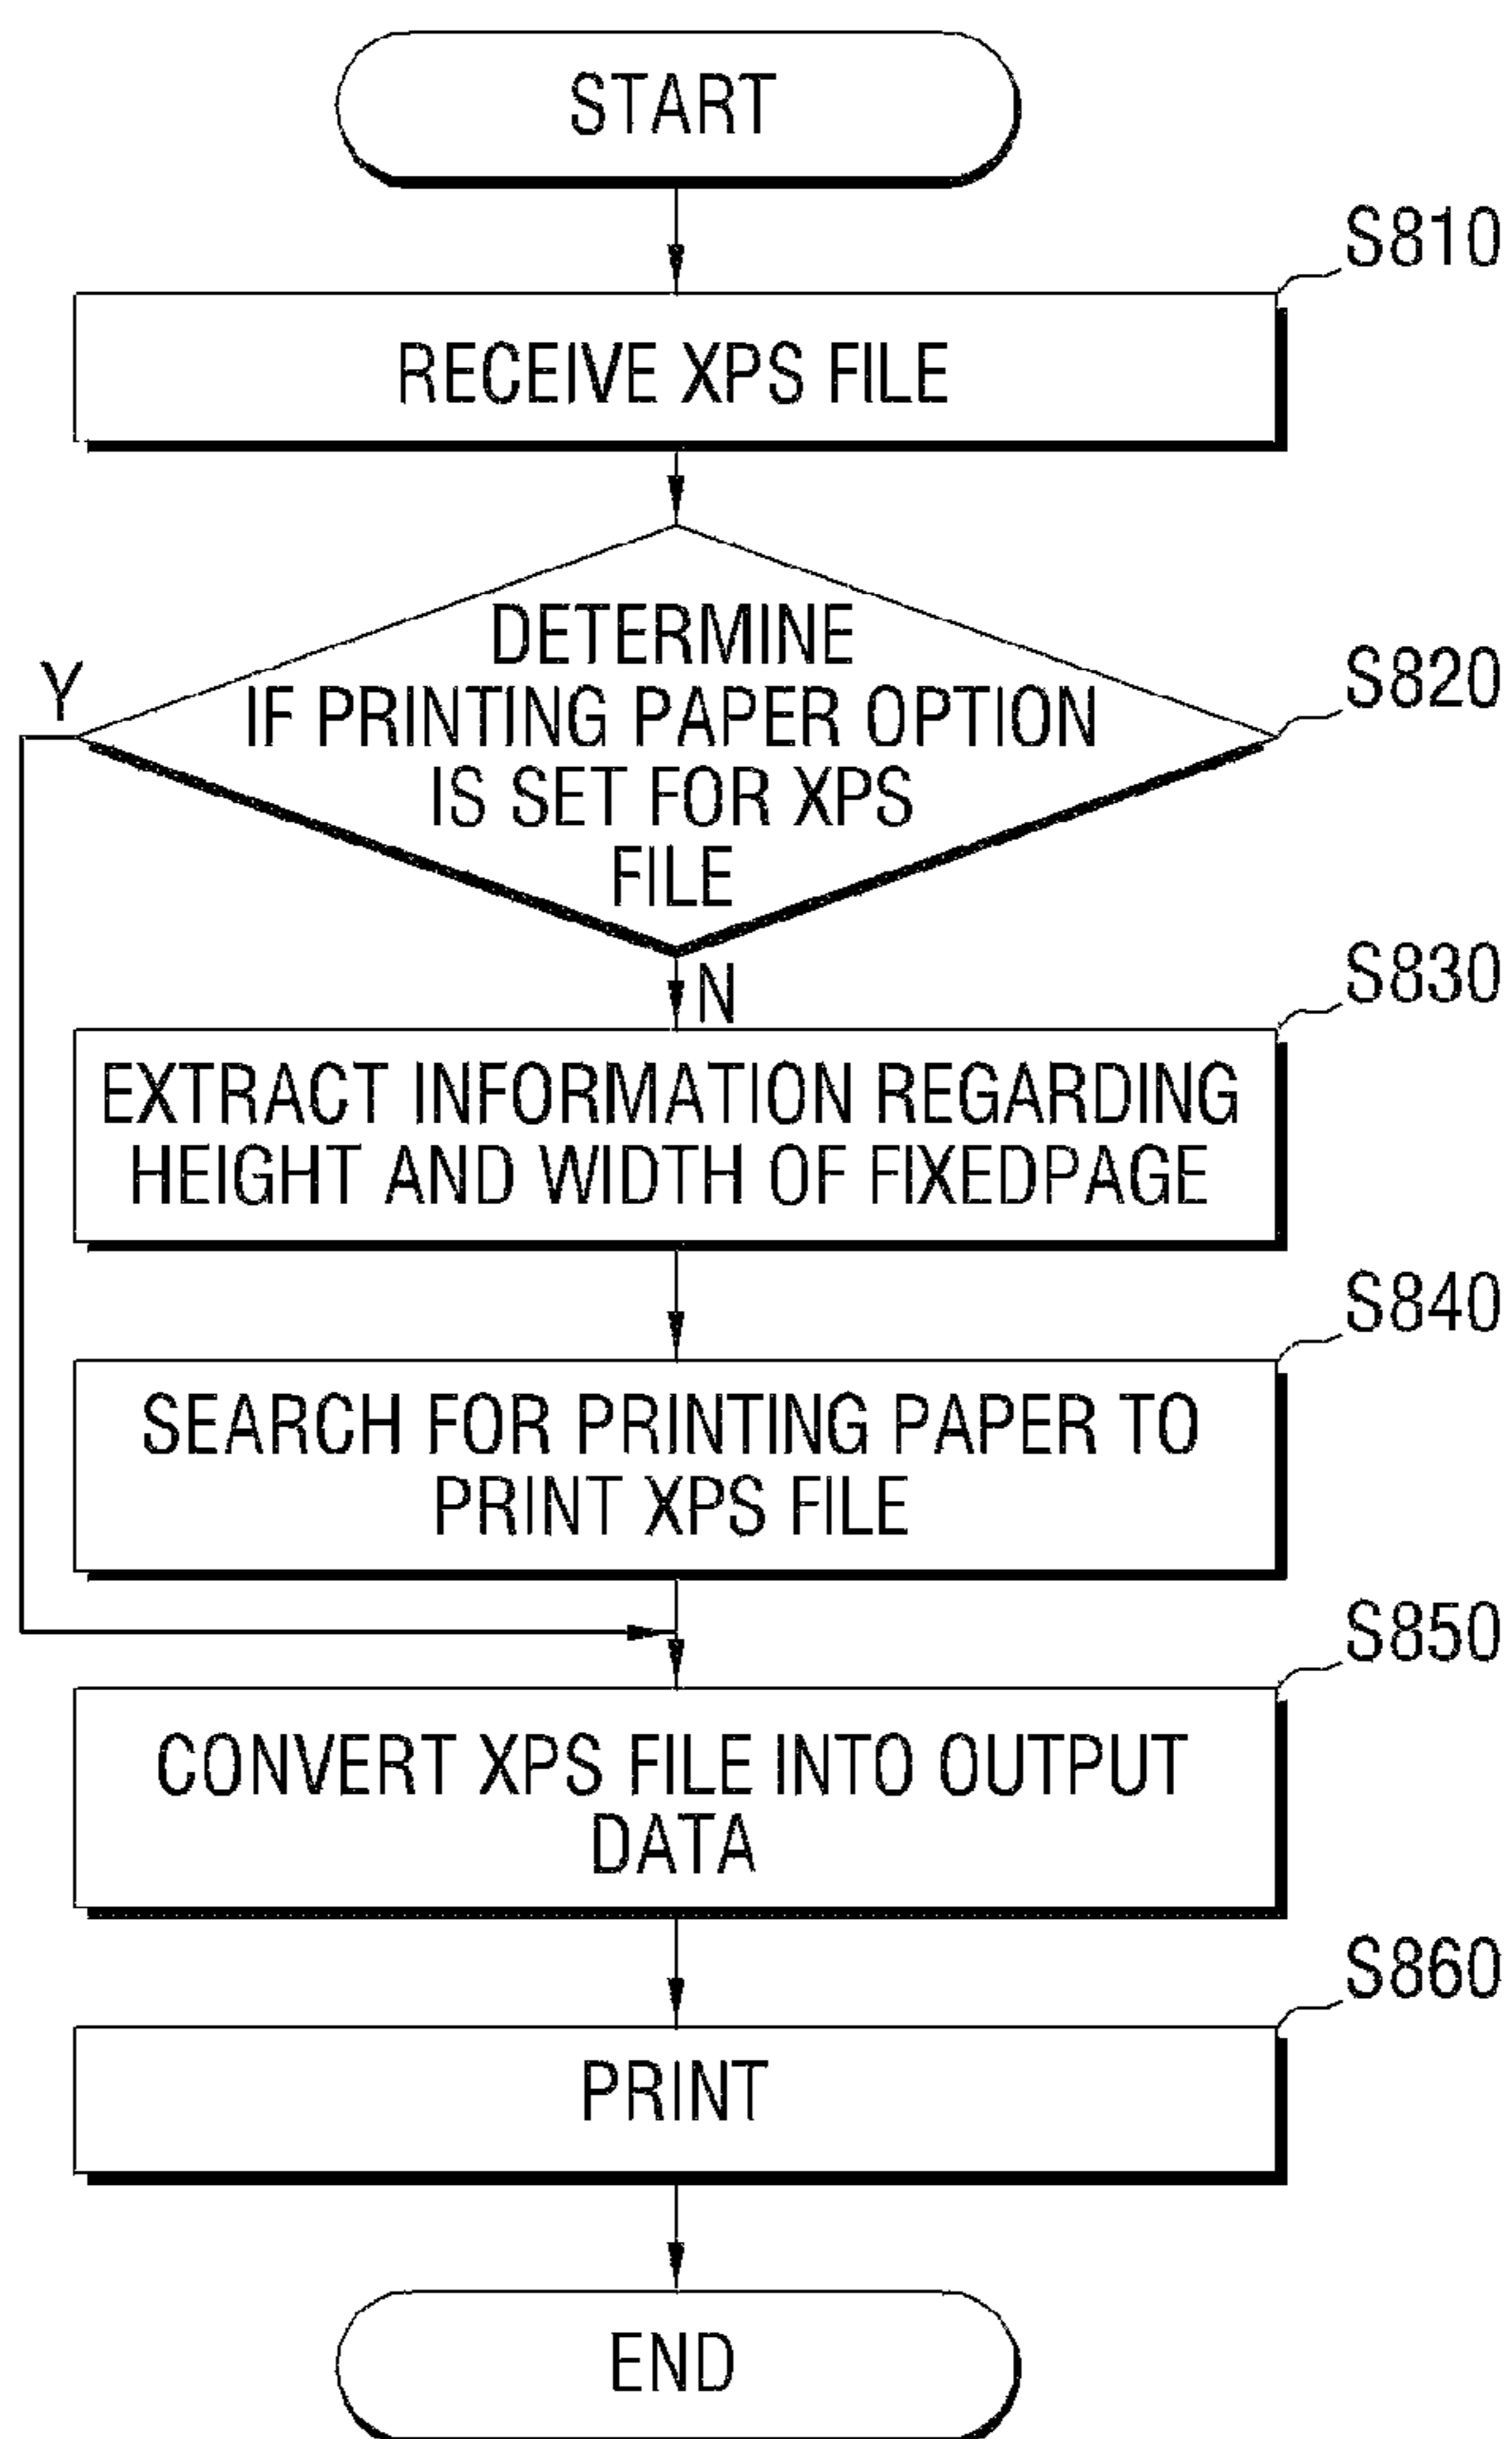 START
S810
RECEIVE XPS FILE
DETERMINE
IF PRINTING PAPER OPTION
IS SET FOR XPS
FILE
Y
S820
N
S830
EXTRACT INFORMATION REGARDING
HEIGHT AND WIDTH OF FIXEDPAGE
S840
SEARCH FOR PRINTING PAPER TO
PRINT XPS FILE
S850
CONVERT XPS FILE INTO OUTPUT
DATA
S860
PRINT
END